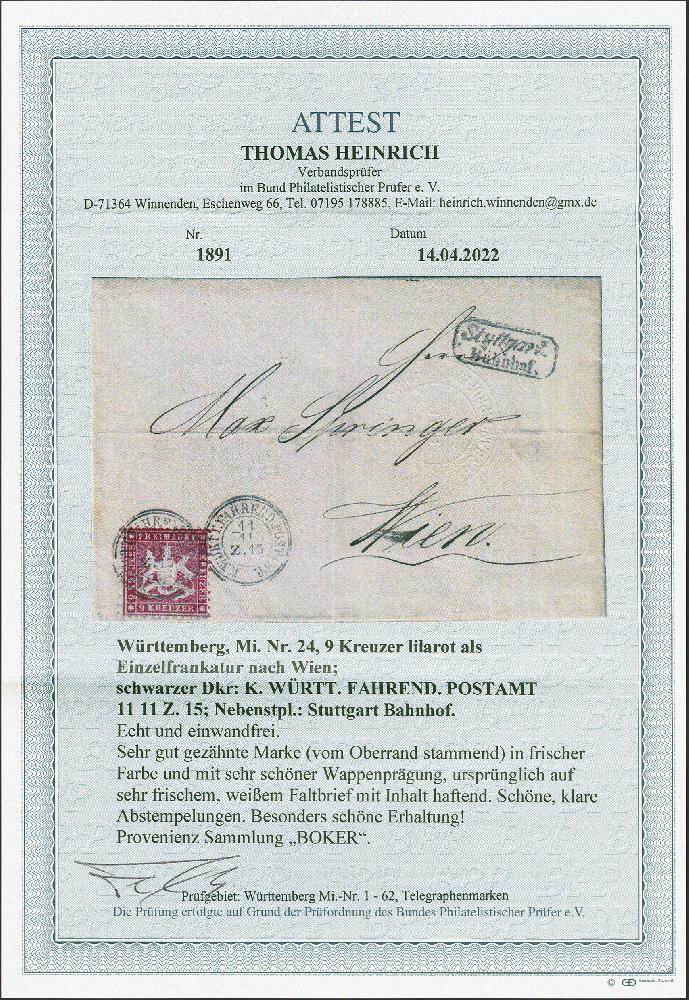 ATTEST
THOMAS HEINRICH
Verbandsprüfer
im Bund Philatelistischer Prüfer e. V.
D-71364 Winnenden, Eschenweg 66, Tel. 07195 178885, E-Mail: heinrich.winnenden@gmx.de
Nr. Datum
1891 14.04.2022
Stuttgart
Bahnhof.
Herrn
Max Springer
Wien.
K. WÜRTT. FAHREND. POSTAMT
11
11
Z. 15
FREIMARKE
9 KREUZER
Württemberg, Mi. Nr. 24, 9 Kreuzer lilarot als
Einzelfrankatur nach Wien;
schwarzer Dkr: K. WÜRTT. FAHREND. POSTAMT
11 11 Z. 15; Nebenstpl.: Stuttgart Bahnhof.
Echt und einwandfrei.
Sehr gut gezähnte Marke (vom Oberrand stammend) in frischer
Farbe und mit sehr schöner Wappenprägung, ursprünglich auf
sehr frischem, weißem Faltbrief mit Inhalt haftend. Schöne, klare
Abstempelungen. Besonders schöne Erhaltung!
Provenienz Sammlung „BOKER“.
Prüfgebiet: Württemberg Mi.-Nr. 1 - 62, Telegraphenmarken
Die Prüfung erfolgte auf Grund der Prüfordnung des Bundes Philatelistischer Prüfer e.V.